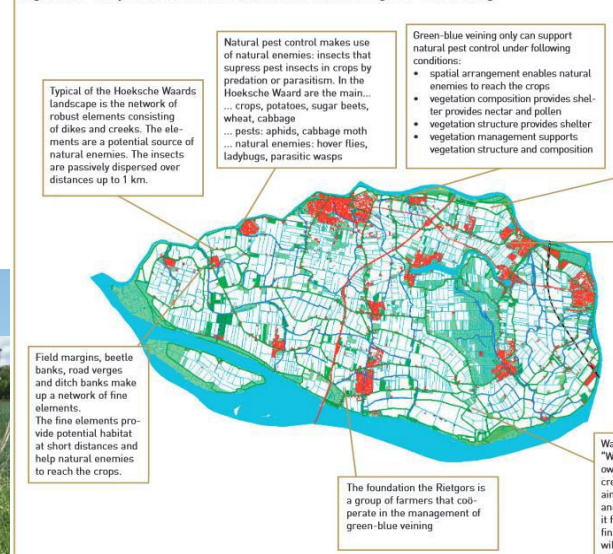 Natural pest control makes use
of natural enemies: insects that
supress pest insects in crops by
predation or parasitism. In the
Hoeksche Waard are the main...
... crops, potatoes, sugar beets,
wheat, cabbage
... pests: aphids, cabbage moth
... natural enemies: hover flies,
ladybugs, parasitic wasps
Green-blue veining only can support
natural pest control under following
conditions:
• spatial arrangement enables natural
enemies to reach the crops
• vegetation composition provides shel-
ter provides nectar and pollen
• vegetation structure provides shelter
• vegetation management supports
vegetation structure and composition
Typical of the Hoeksche Waards
landscape is the network of
robust elements consisting
of dikes and creeks. The ele-
ments are a potential source of
natural enemies. The insects
are passively dispersed over
distances up to 1 km.
Field margins, beetle
banks, road verges
and ditch banks make
up a network of fine
elements.
The fine elements pro-
vide potential habitat
at short distances and
help natural enemies
to reach the crops.
The foundation the Rietgors is
a group of farmers that coö-
perate in the management of
green-blue veining